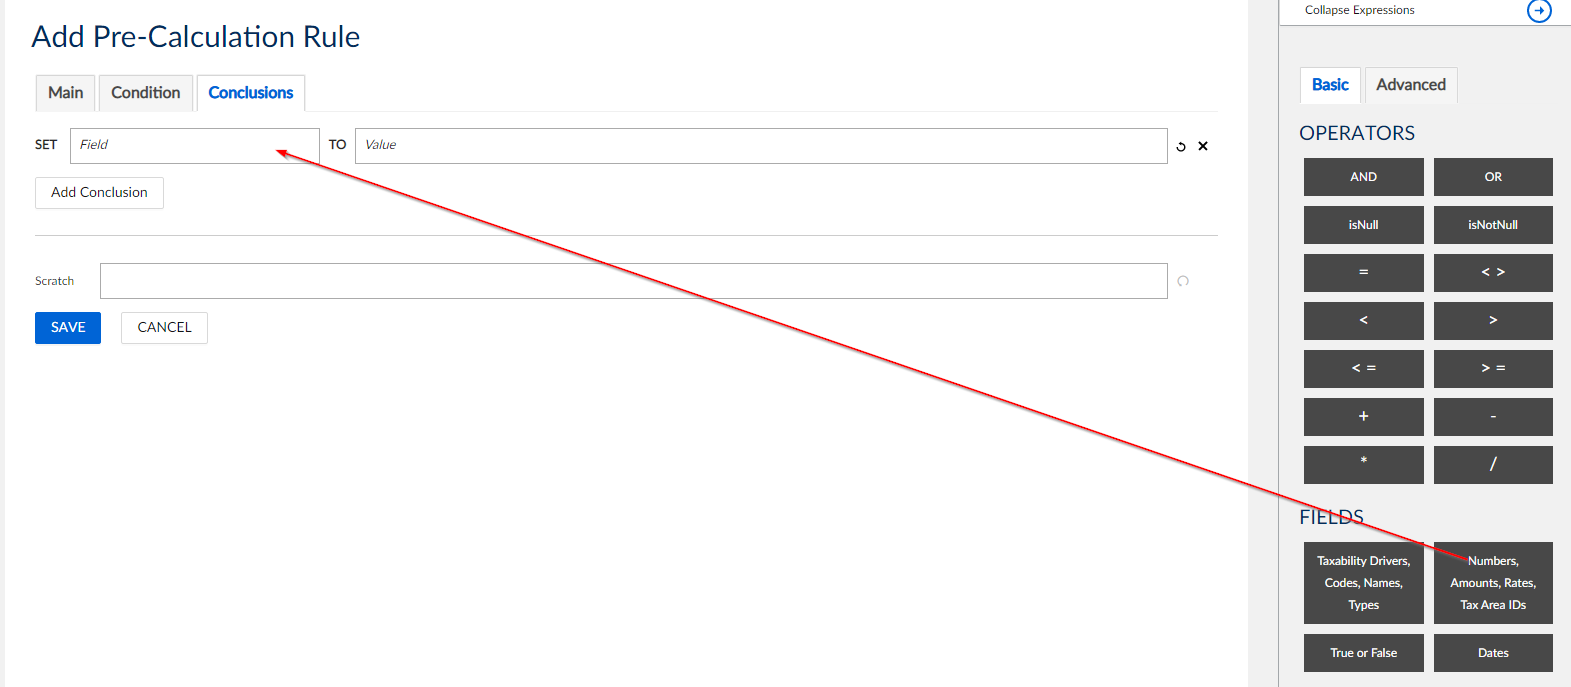 Collapse Expressions
Add Pre-Calculation Rule
Main Condition Conclusions
SET Field TO Value
Add Conclusion
Scratch
SAVE CANCEL
Basic Advanced
OPERATORS
AND OR
isNull isNotNull
= < >
< >
< = > =
+ -
* /
FIELDS
Taxability Drivers,
Codes, Names,
Types
Numbers,
Amounts, Rates,
Tax Area IDs
True or False Dates